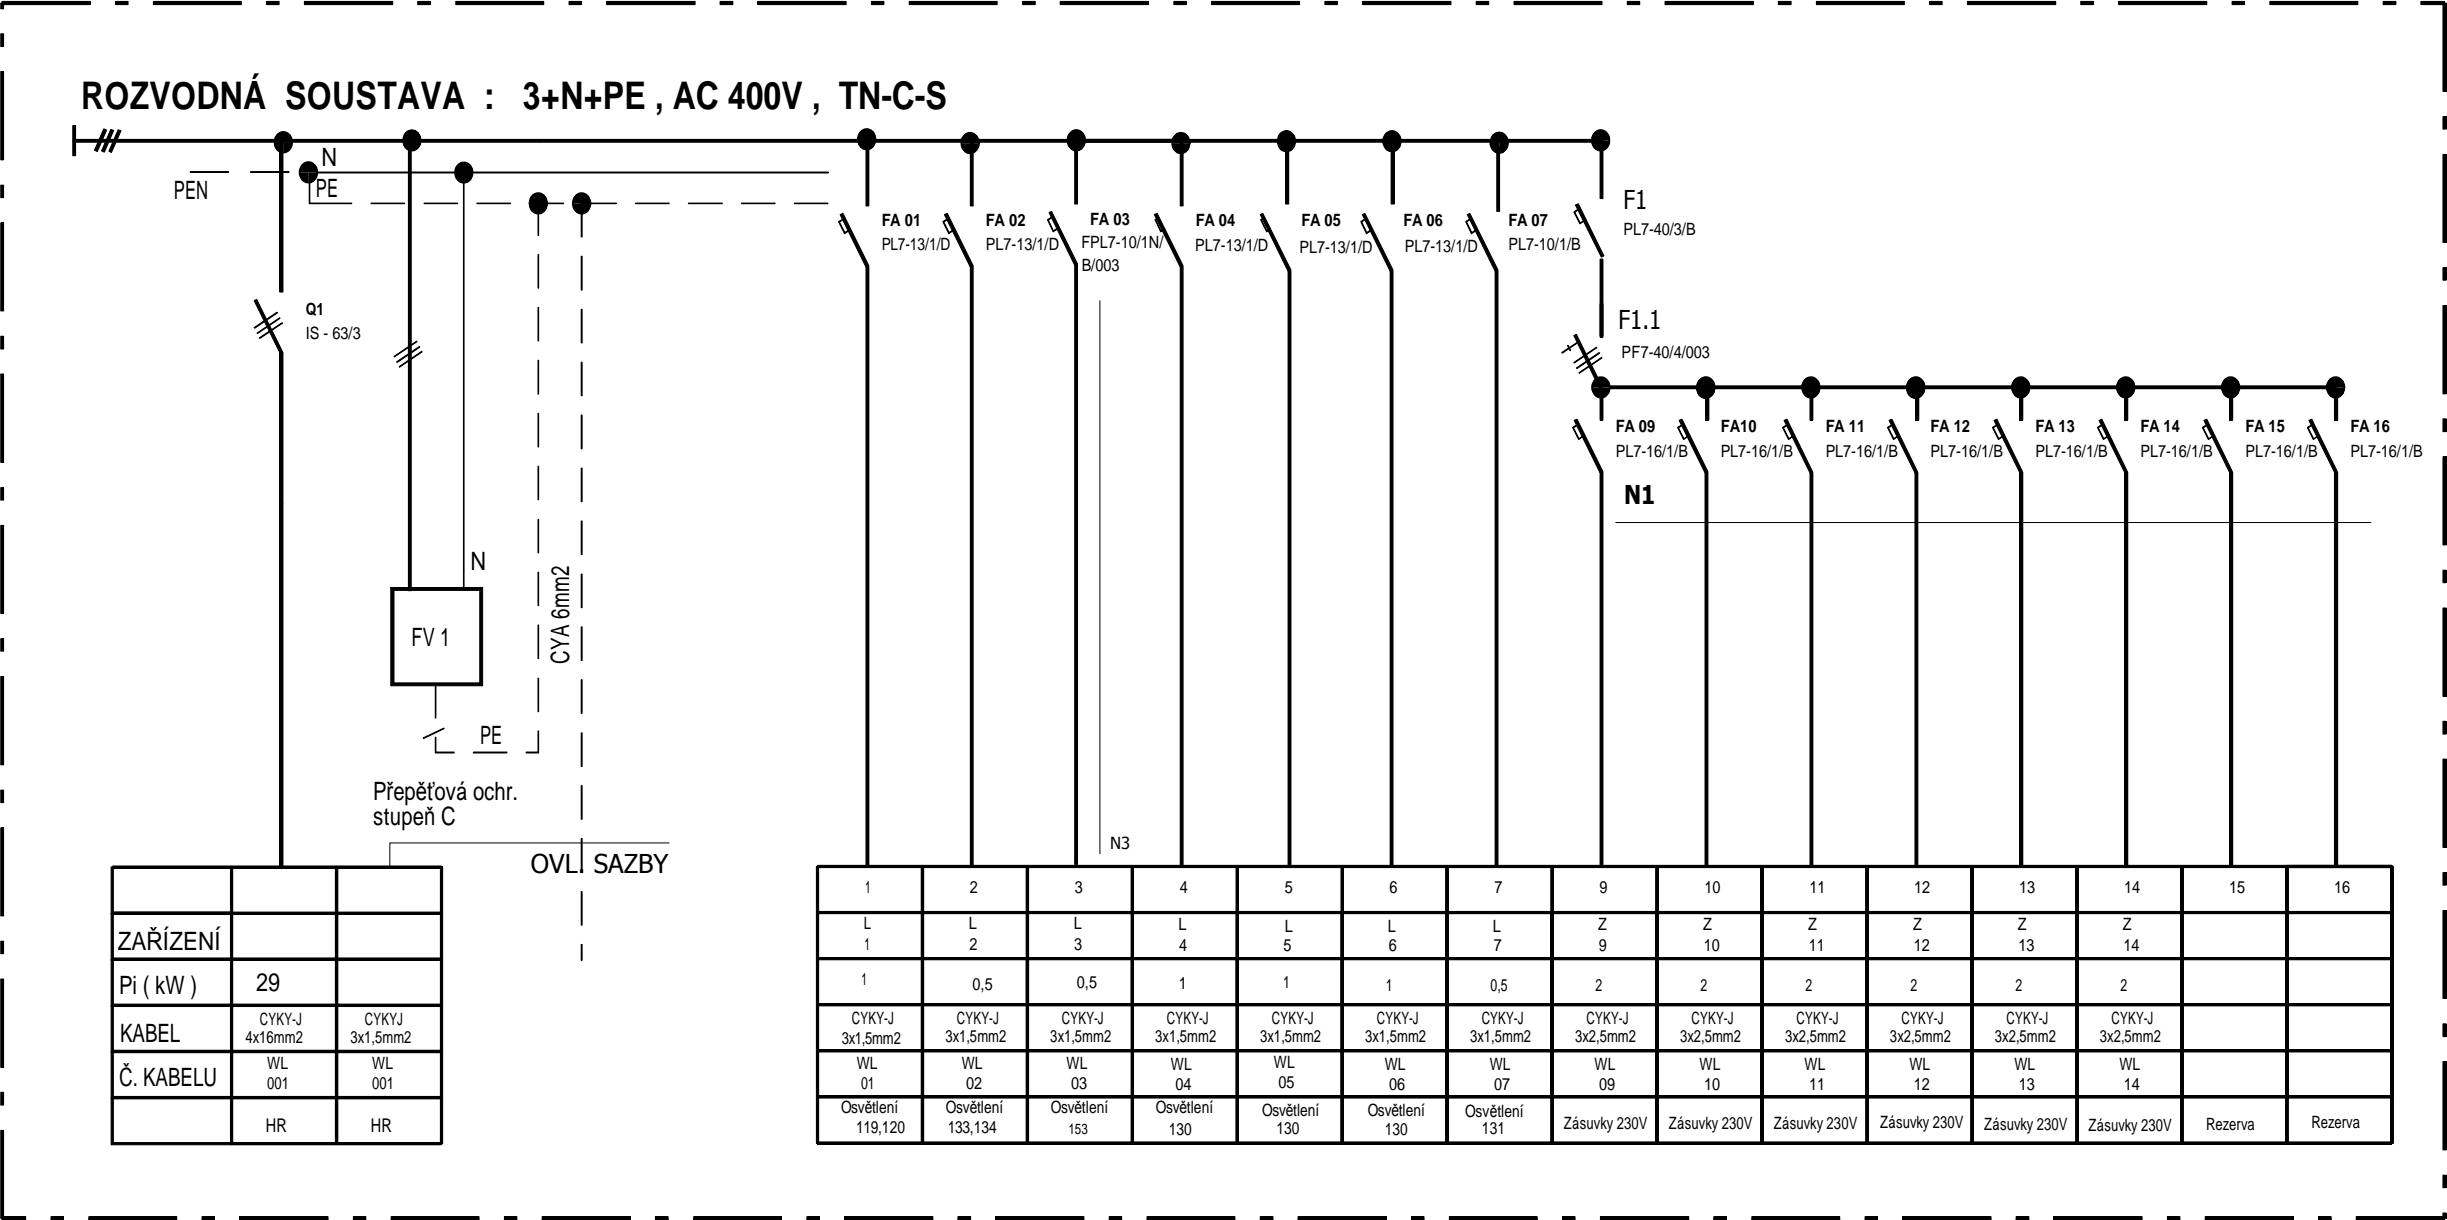 ROZVODNÁ SOUSTAVA : 3+N+PE , AC 400V , TN-C-S
N
PEN
PE
Q1
IS - 63/3
N
FV 1
CYA 6mm2
PE
Přepěťová ochr.
stupeň C
OVL. SAZBY
FA 01
PL7-13/1/D
FA 02
PL7-13/1/D
FA 03
FPL7-10/1N/
B/003
FA 04
PL7-13/1/D
FA 05
PL7-13/1/D
FA 06
PL7-13/1/D
FA 07
PL7-10/1/B
F1
PL7-40/3/B
F1.1
PF7-40/4/003
FA 09
PL7-16/1/B
FA10
PL7-16/1/B
FA 11
PL7-16/1/B
FA 12
PL7-16/1/B
FA 13
PL7-16/1/B
FA 14
PL7-16/1/B
FA 15
PL7-16/1/B
FA 16
PL7-16/1/B
N1
N3
ZAŘÍZENÍ
Pi ( kW ) 29
KABEL
CYKY-J
4x16mm2
CYKYJ
3x1,5mm2
Č. KABELU
WL
001
WL
001
HR HR
1 2 3 4 5 6 7 9 10 11 12 13 14 15 16
L L L L L L L Z Z Z Z Z Z
1 2 3 4 5 6 7 9 10 11 12 13 14
1 0,5 0,5 1 1 1 0,5 2 2 2 2 2 2
CYKY-J CYKY-J CYKY-J CYKY-J CYKY-J CYKY-J CYKY-J CYKY-J CYKY-J CYKY-J CYKY-J CYKY-J CYKY-J
3x1,5mm2 3x1,5mm2 3x1,5mm2 3x1,5mm2 3x1,5mm2 3x1,5mm2 3x1,5mm2 3x2,5mm2 3x2,5mm2 3x2,5mm2 3x2,5mm2 3x2,5mm2 3x2,5mm2
WL WL WL WL WL WL WL WL WL WL WL WL WL
01 02 03 04 05 06 07 09 10 11 12 13 14
Osvětlení Osvětlení Osvětlení Osvětlení Osvětlení Osvětlení Osvětlení
119,120 133,134 153 130 130 130 131 Zásuvky 230V Zásuvky 230V Zásuvky 230V Zásuvky 230V Zásuvky 230V Zásuvky 230V Rezerva Rezerva